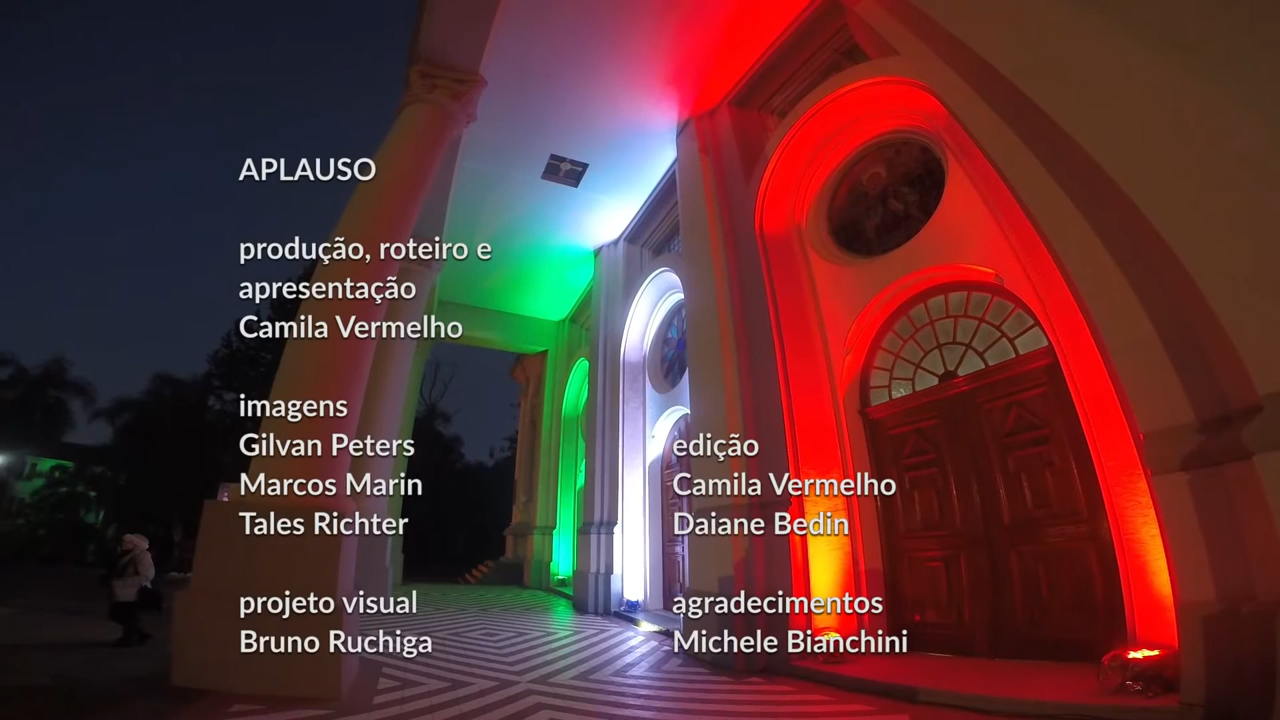 APLAUSO
produção, roteiro e
apresentação
Camila Vermelho
imagens
Gilvan Peters
Marcos Marin
Tales Richter
projeto visual
Bruno Ruchiga
edição
Camila Vermelho
Daiane Bedin
agradecimentos
Michele Bianchini